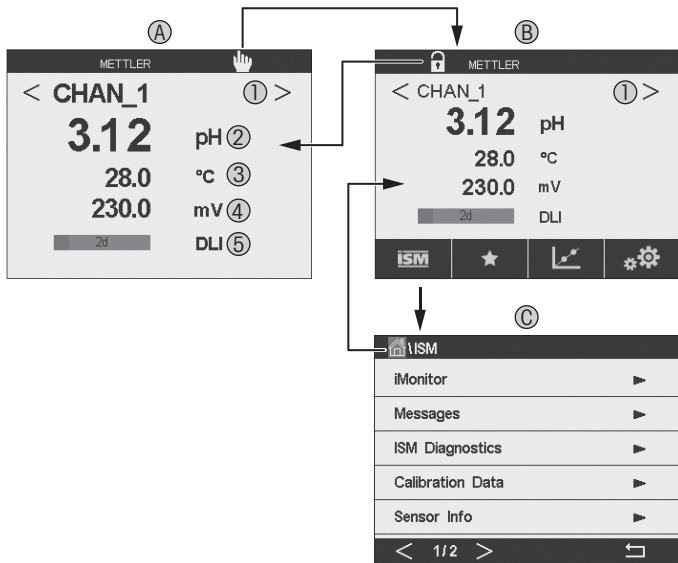 Ⓐ
METTLER
< CHAN_1 ① >
3.12 pH ②
28.0 °C ③
230.0 mV ④
2d DLI ⑤
Ⓑ
METTLER
< CHAN_1 ① >
3.12 pH
28.0 °C
230.0 mV
2d DLI
ISM
Ⓒ
\ISM
iMonitor
Messages
ISM Diagnostics
Calibration Data
Sensor Info
< 1/2 >